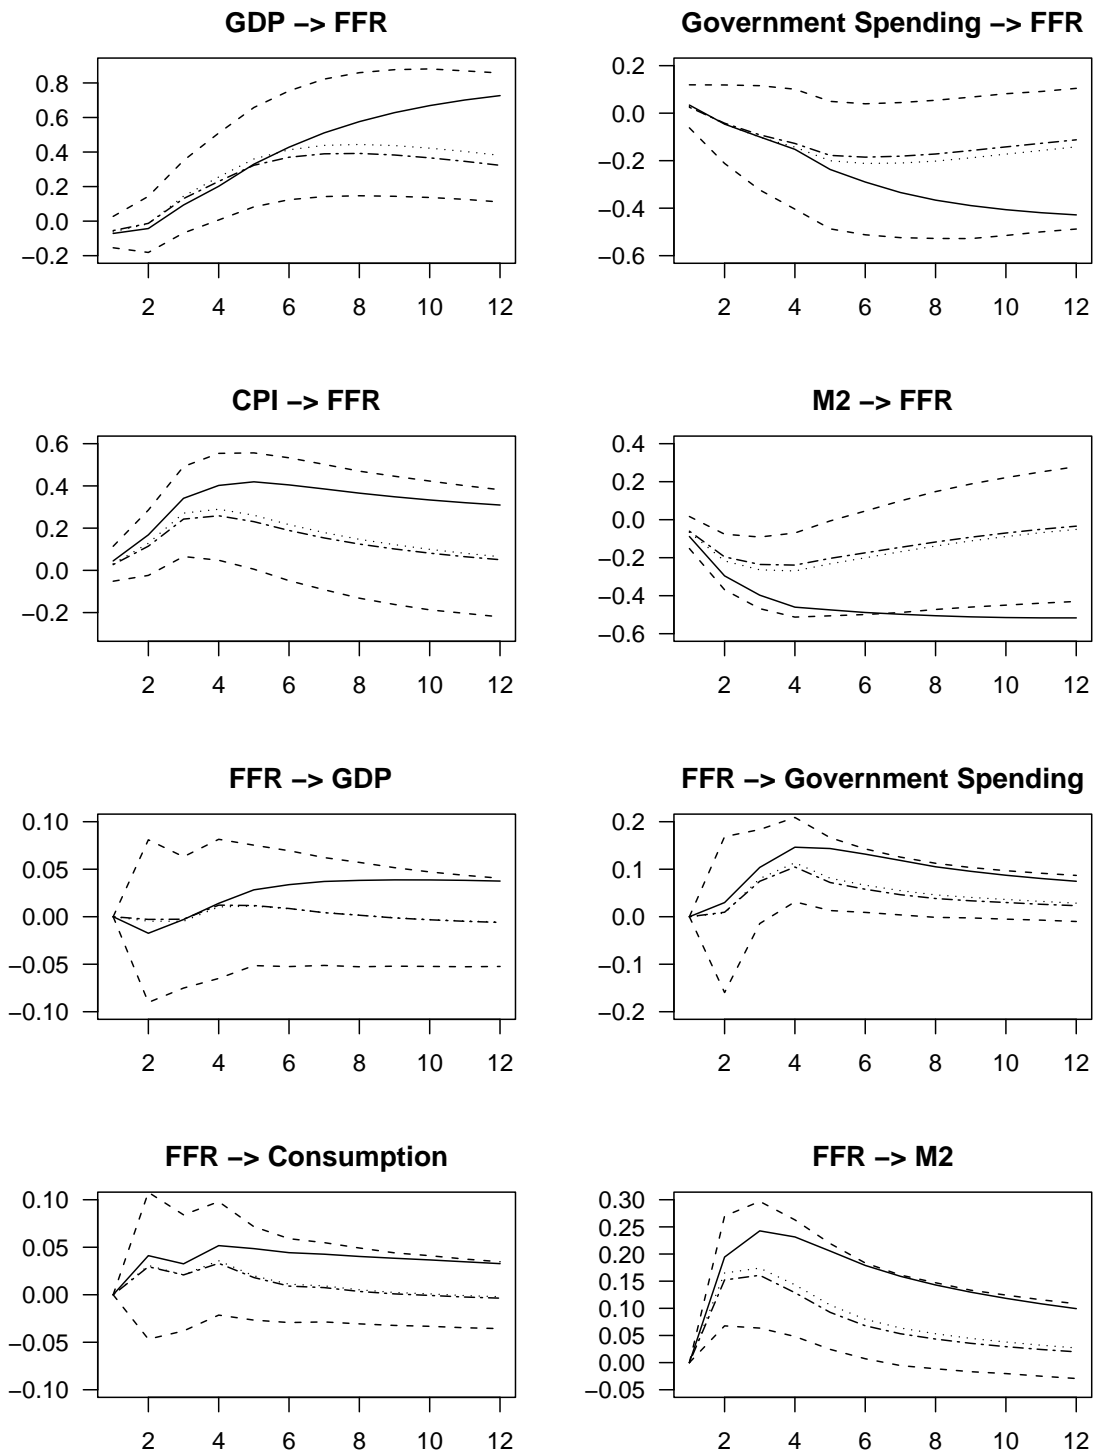 GDP −> FFR
0.8
0.6
0.4
0.2
0.0
−0.2
2 4 6 8 10 12
Government Spending −> FFR
0.2
0.0
−0.2
−0.4
−0.6
2 4 6 8 10 12
CPI −> FFR
0.6
0.4
0.2
0.0
−0.2
2 4 6 8 10 12
M2 −> FFR
0.4
0.2
0.0
−0.2
−0.4
−0.6
2 4 6 8 10 12
FFR −> GDP
0.10
0.05
0.00
−0.05
−0.10
2 4 6 8 10 12
FFR −> Government Spending
0.2
0.1
0.0
−0.1
−0.2
2 4 6 8 10 12
FFR −> Consumption
0.10
0.05
0.00
−0.05
−0.10
2 4 6 8 10 12
FFR −> M2
0.30
0.25
0.20
0.15
0.10
0.05
0.00
−0.05
2 4 6 8 10 12